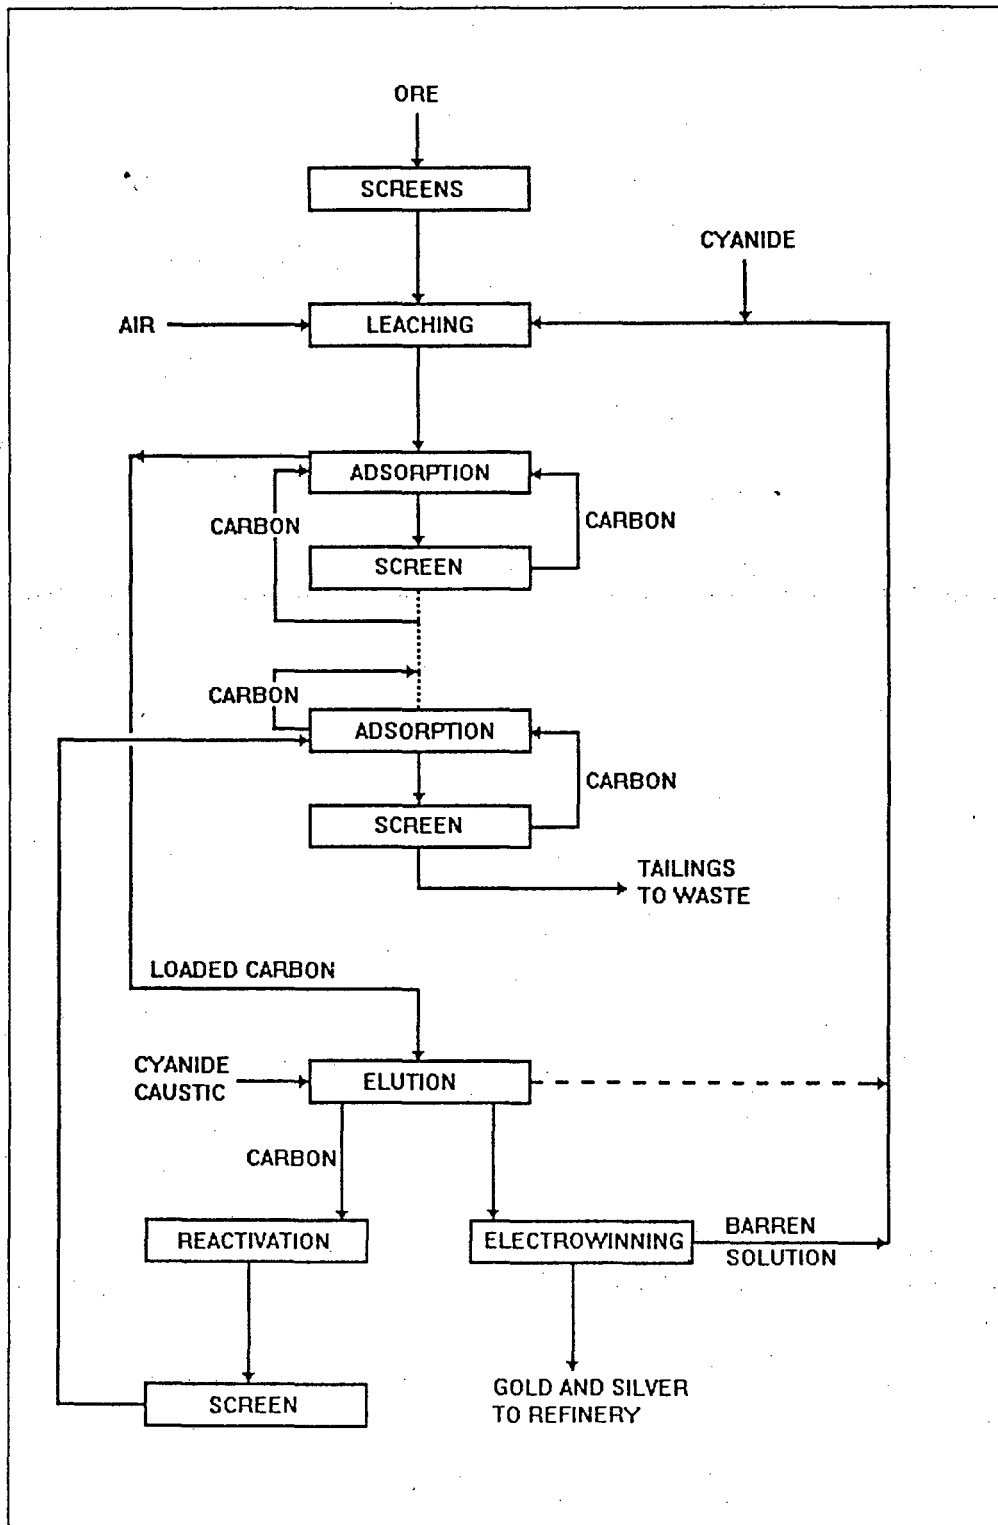 ORE
SCREENS
CYANIDE
AIR
LEACHING
ADSORPTION
CARBON
CARBON
SCREEN
CARBON
ADSORPTION
CARBON
SCREEN
TAILINGS
TO WASTE
LOADED CARBON
CYANIDE
CAUSTIC
ELUTION
CARBON
REACTIVATION
ELECTROWINNING
BARREN
SOLUTION
SCREEN
GOLD AND SILVER
TO REFINERY